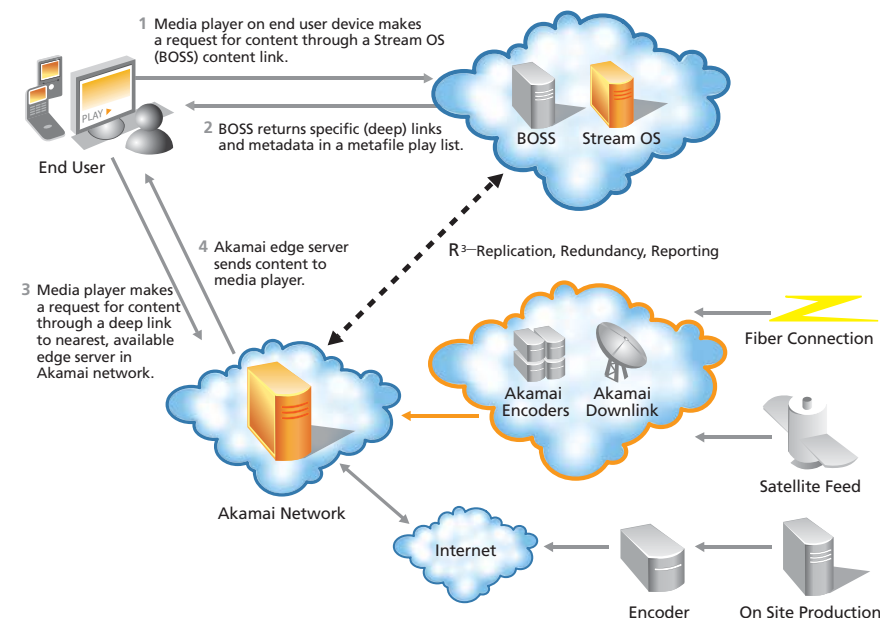 1 Media player on end user device makes
a request for content through a Stream OS
(BOSS) content link.
PLAY
2 BOSS returns specific (deep) links
and metadata in a metafile play list.
BOSS
Stream OS
End User
4 Akamai edge server
sends content to
media player.
R3—Replication, Redundancy, Reporting
3 Media player makes
a request for content
through a deep link
to nearest, available
edge server in
Akamai network.
Fiber Connection
Akamai
Encoders
Akamai
Downlink
Satellite Feed
Akamai Network
Internet
Encoder
On Site Production